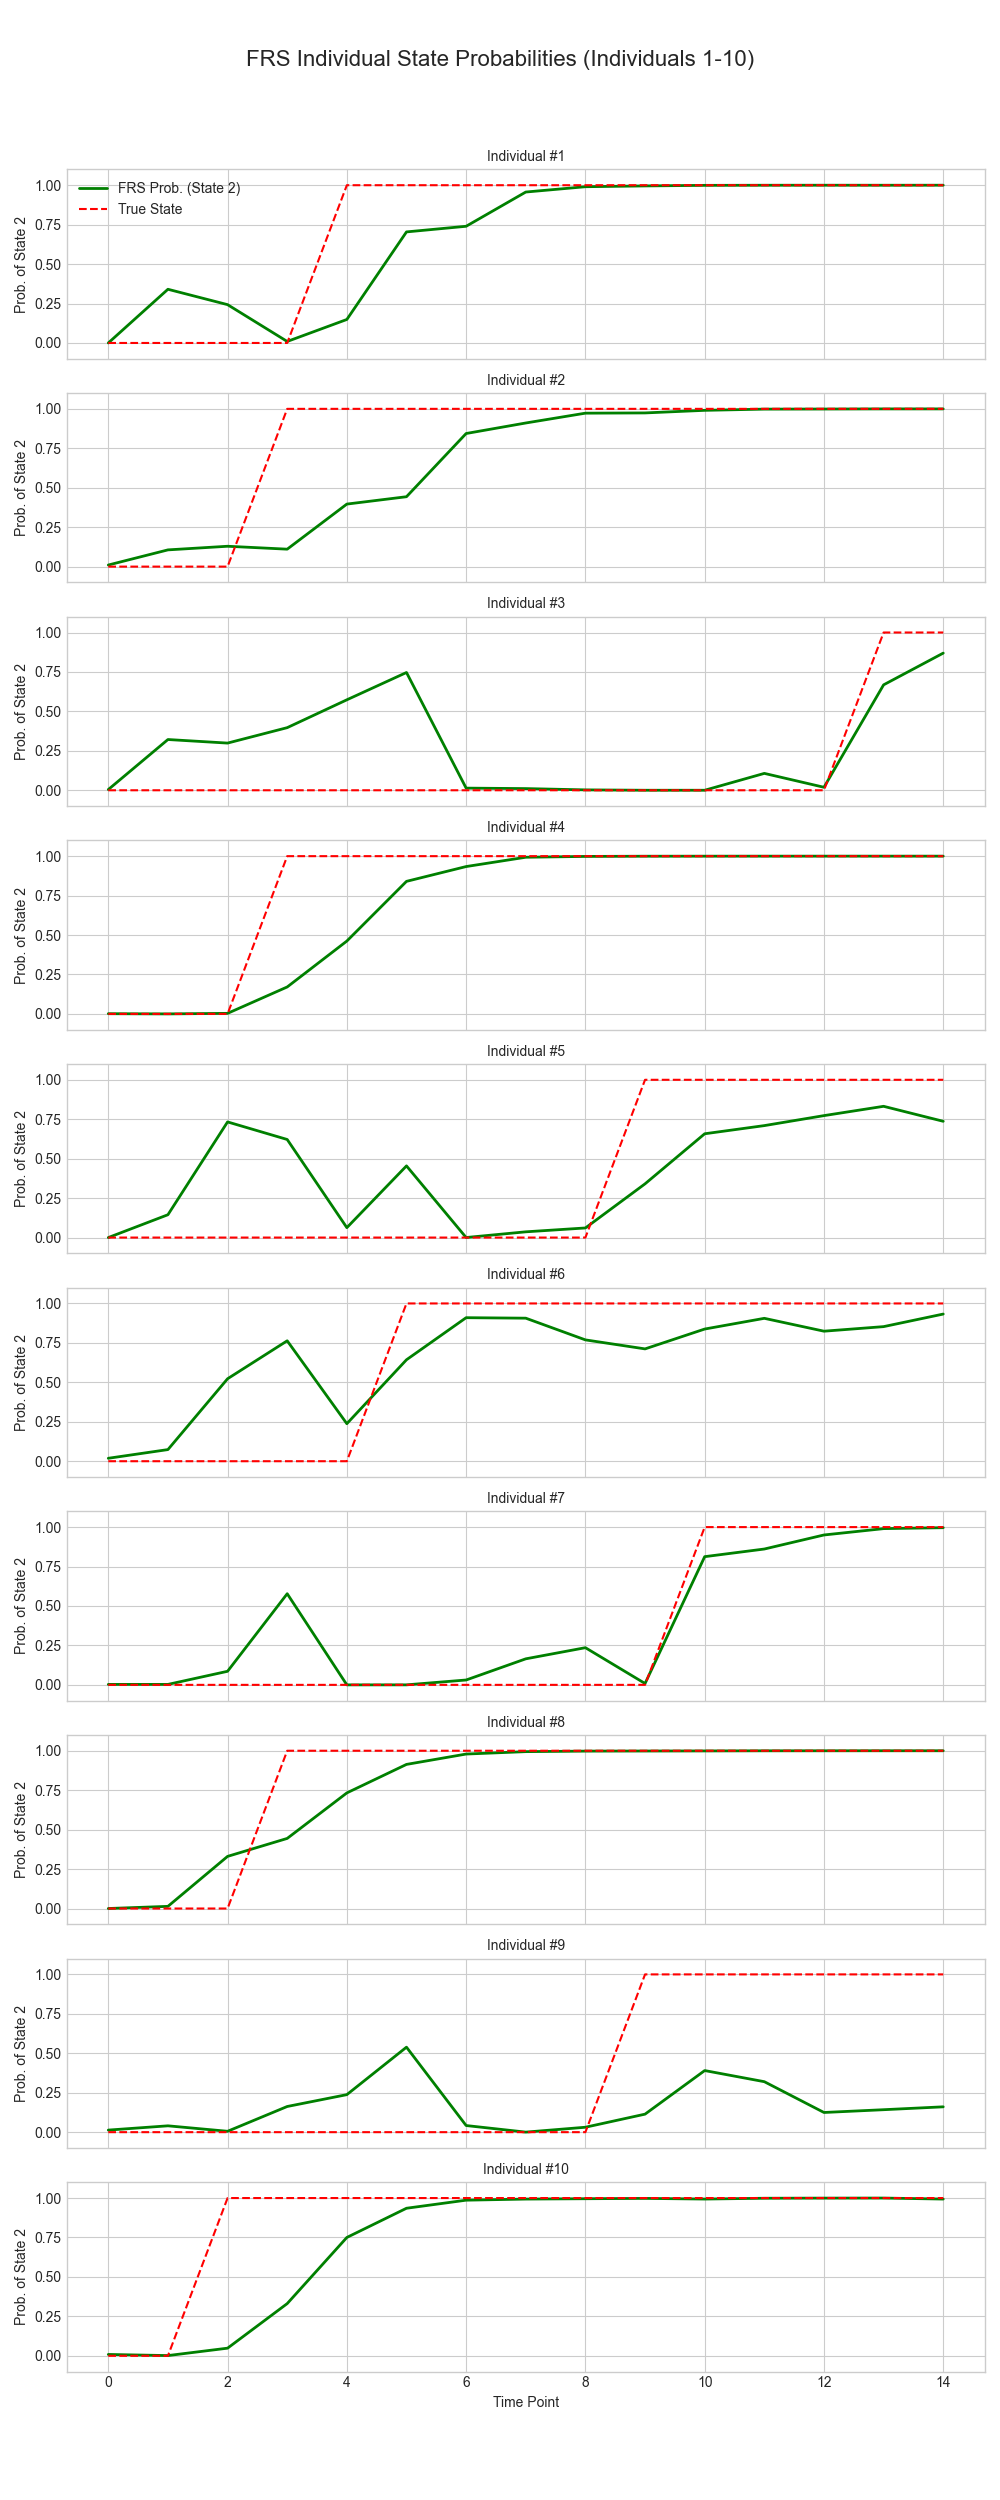 FRS Individual State Probabilities (Individuals 1-10)
Individual #1
FRS Prob. (State 2)
True State
Prob. of State 2
1.00
0.75
0.50
0.25
0.00
Individual #2
Prob. of State 2
1.00
0.75
0.50
0.25
0.00
Individual #3
Prob. of State 2
1.00
0.75
0.50
0.25
0.00
Individual #4
Prob. of State 2
1.00
0.75
0.50
0.25
0.00
Individual #5
Prob. of State 2
1.00
0.75
0.50
0.25
0.00
Individual #6
Prob. of State 2
1.00
0.75
0.50
0.25
0.00
Individual #7
Prob. of State 2
1.00
0.75
0.50
0.25
0.00
Individual #8
Prob. of State 2
1.00
0.75
0.50
0.25
0.00
Individual #9
Prob. of State 2
1.00
0.75
0.50
0.25
0.00
Individual #10
Prob. of State 2
1.00
0.75
0.50
0.25
0.00
0 2 4 6 8 10 12 14
Time Point